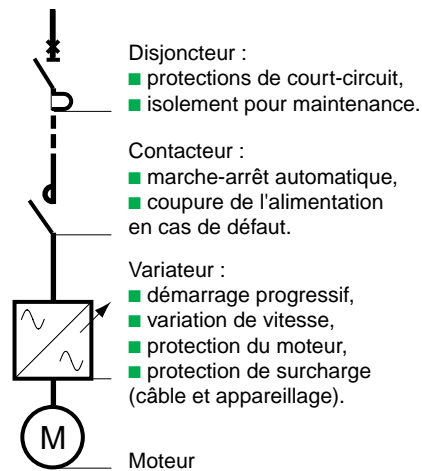 Disjoncteur :
■ protections de court-circuit,
■ isolement pour maintenance.
Contacteur :
■ marche-arrêt automatique,
■ coupure de l'alimentation
en cas de défaut.
Variateur :
■ démarrage progressif,
■ variation de vitesse,
■ protection du moteur,
■ protection de surcharge
(câble et appareillage).
M
Moteur